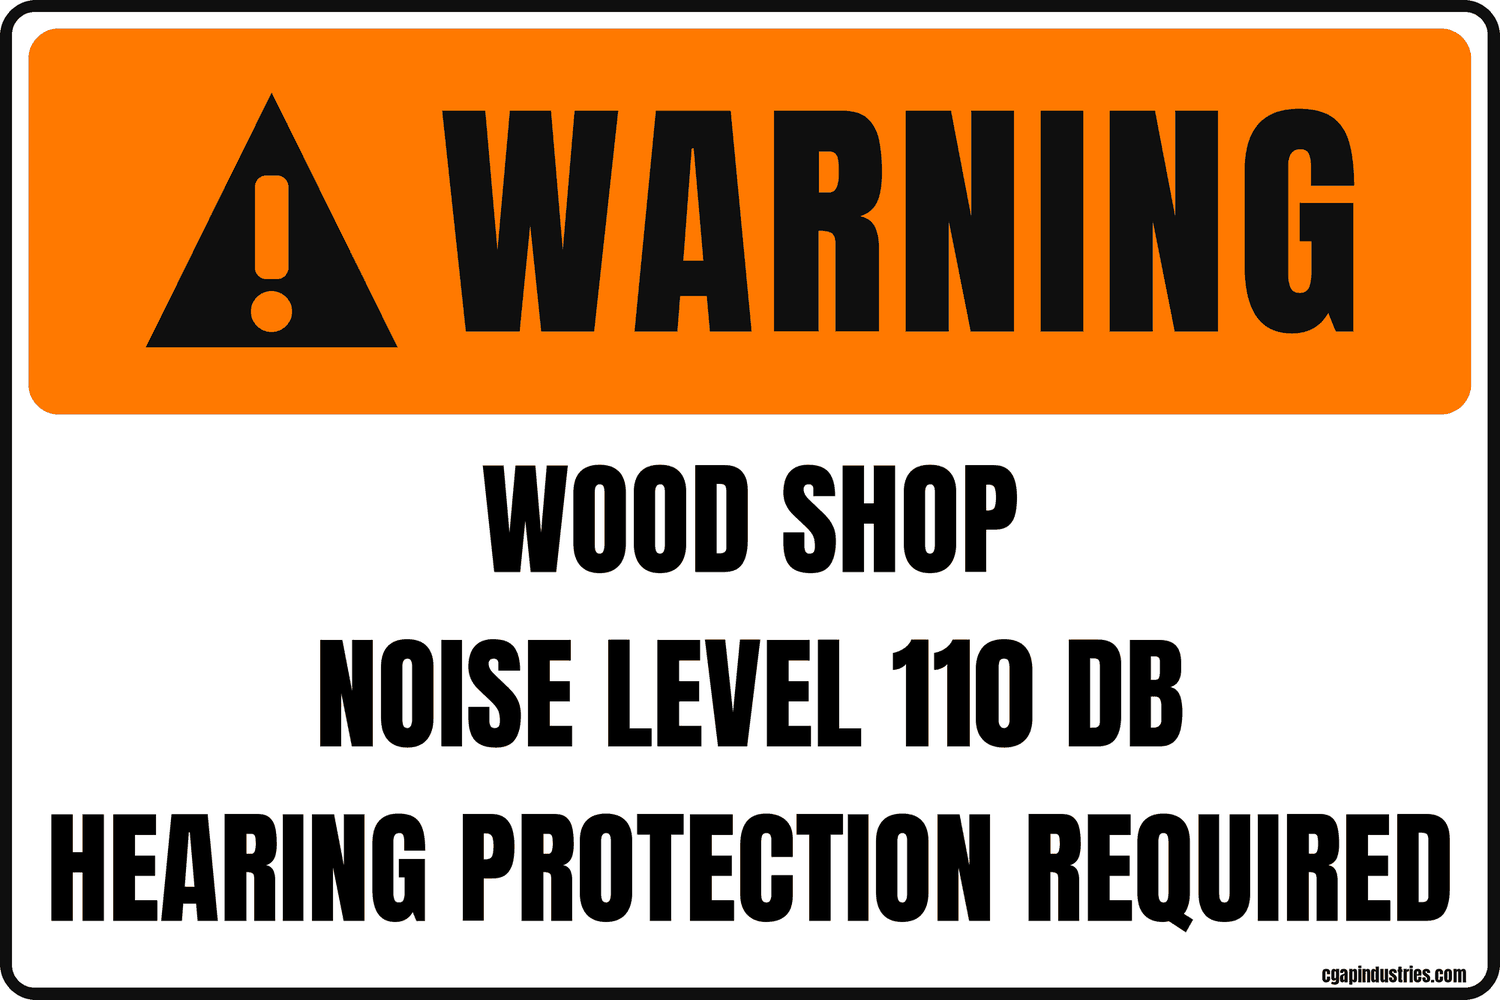 WARNING
WOOD SHOP
NOISE LEVEL 110 DB
HEARING PROTECTION REQUIRED
cgapindustries.com